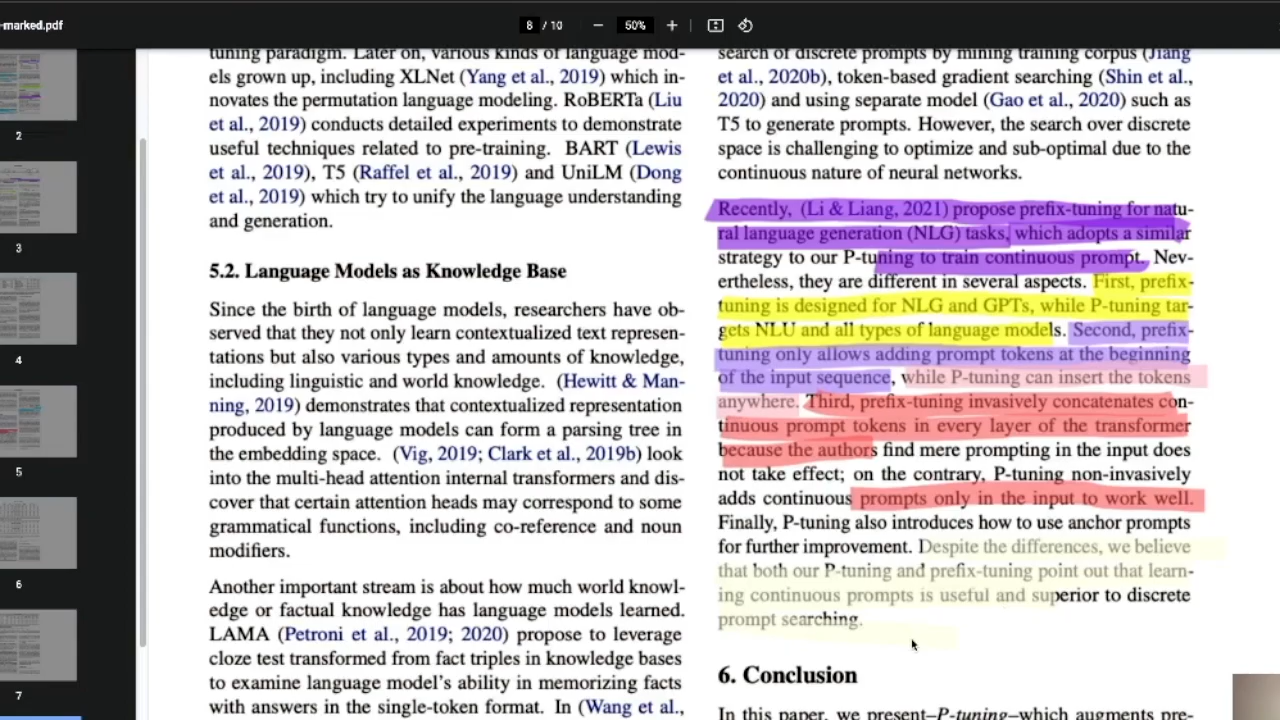 -marked.pdf
8 / 10
50%
2
3
4
5
6
7
tuning paradigm. Later on, various kinds of language mod-
els grown up, including XLNet (Yang et al., 2019) which in-
novates the permutation language modeling. RoBERTa (Liu
et al., 2019) conducts detailed experiments to demonstrate
useful techniques related to pre-training. BART (Lewis
et al., 2019), T5 (Raffel et al., 2019) and UniLM (Dong
et al., 2019) which try to unify the language understanding
and generation.
5.2. Language Models as Knowledge Base
Since the birth of language models, researchers have ob-
served that they not only learn contextualized text represen-
tations but also various types and amounts of knowledge,
including linguistic and world knowledge. (Hewitt & Man-
ning, 2019) demonstrates that contextualized representation
produced by language models can form a parsing tree in
the embedding space. (Vig, 2019; Clark et al., 2019b) look
into the multi-head attention internal transformers and dis-
cover that certain attention heads may correspond to some
grammatical functions, including co-reference and noun
modifiers.
Another important stream is about how much world knowl-
edge or factual knowledge has language models learned.
LAMA (Petroni et al., 2019; 2020) propose to leverage
cloze test transformed from fact triples in knowledge bases
to examine language model's ability in memorizing facts
with answers in the single-token format. In (Wang et al.,
search of discrete prompts by mining training corpus (Jiang
et al., 2020b), token-based gradient searching (Shin et al.,
2020) and using separate model (Gao et al., 2020) such as
T5 to generate prompts. However, the search over discrete
space is challenging to optimize and sub-optimal due to the
continuous nature of neural networks.
Recently, (Li & Liang, 2021) propose prefix-tuning for natu-
ral language generation (NLG) tasks, which adopts a similar
strategy to our P-tuning to train continuous prompt. Nev-
ertheless, they are different in several aspects. First, prefix-
tuning is designed for NLG and GPTs, while P-tuning tar-
gets NLU and all types of language models. Second, prefix-
tuning only allows adding prompt tokens at the beginning
of the input sequence, while P-tuning can insert the tokens
anywhere. Third, prefix-tuning invasively concatenates con-
tinuous prompt tokens in every layer of the transformer
because the authors find mere prompting in the input does
not take effect; on the contrary, P-tuning non-invasively
adds continuous prompts only in the input to work well.
Finally, P-tuning also introduces how to use anchor prompts
for further improvement. Despite the differences, we believe
that both our P-tuning and prefix-tuning point out that learn-
ing continuous prompts is useful and superior to discrete
prompt searching.
6. Conclusion
In this paper, we present–P-tuning–which augments pre-